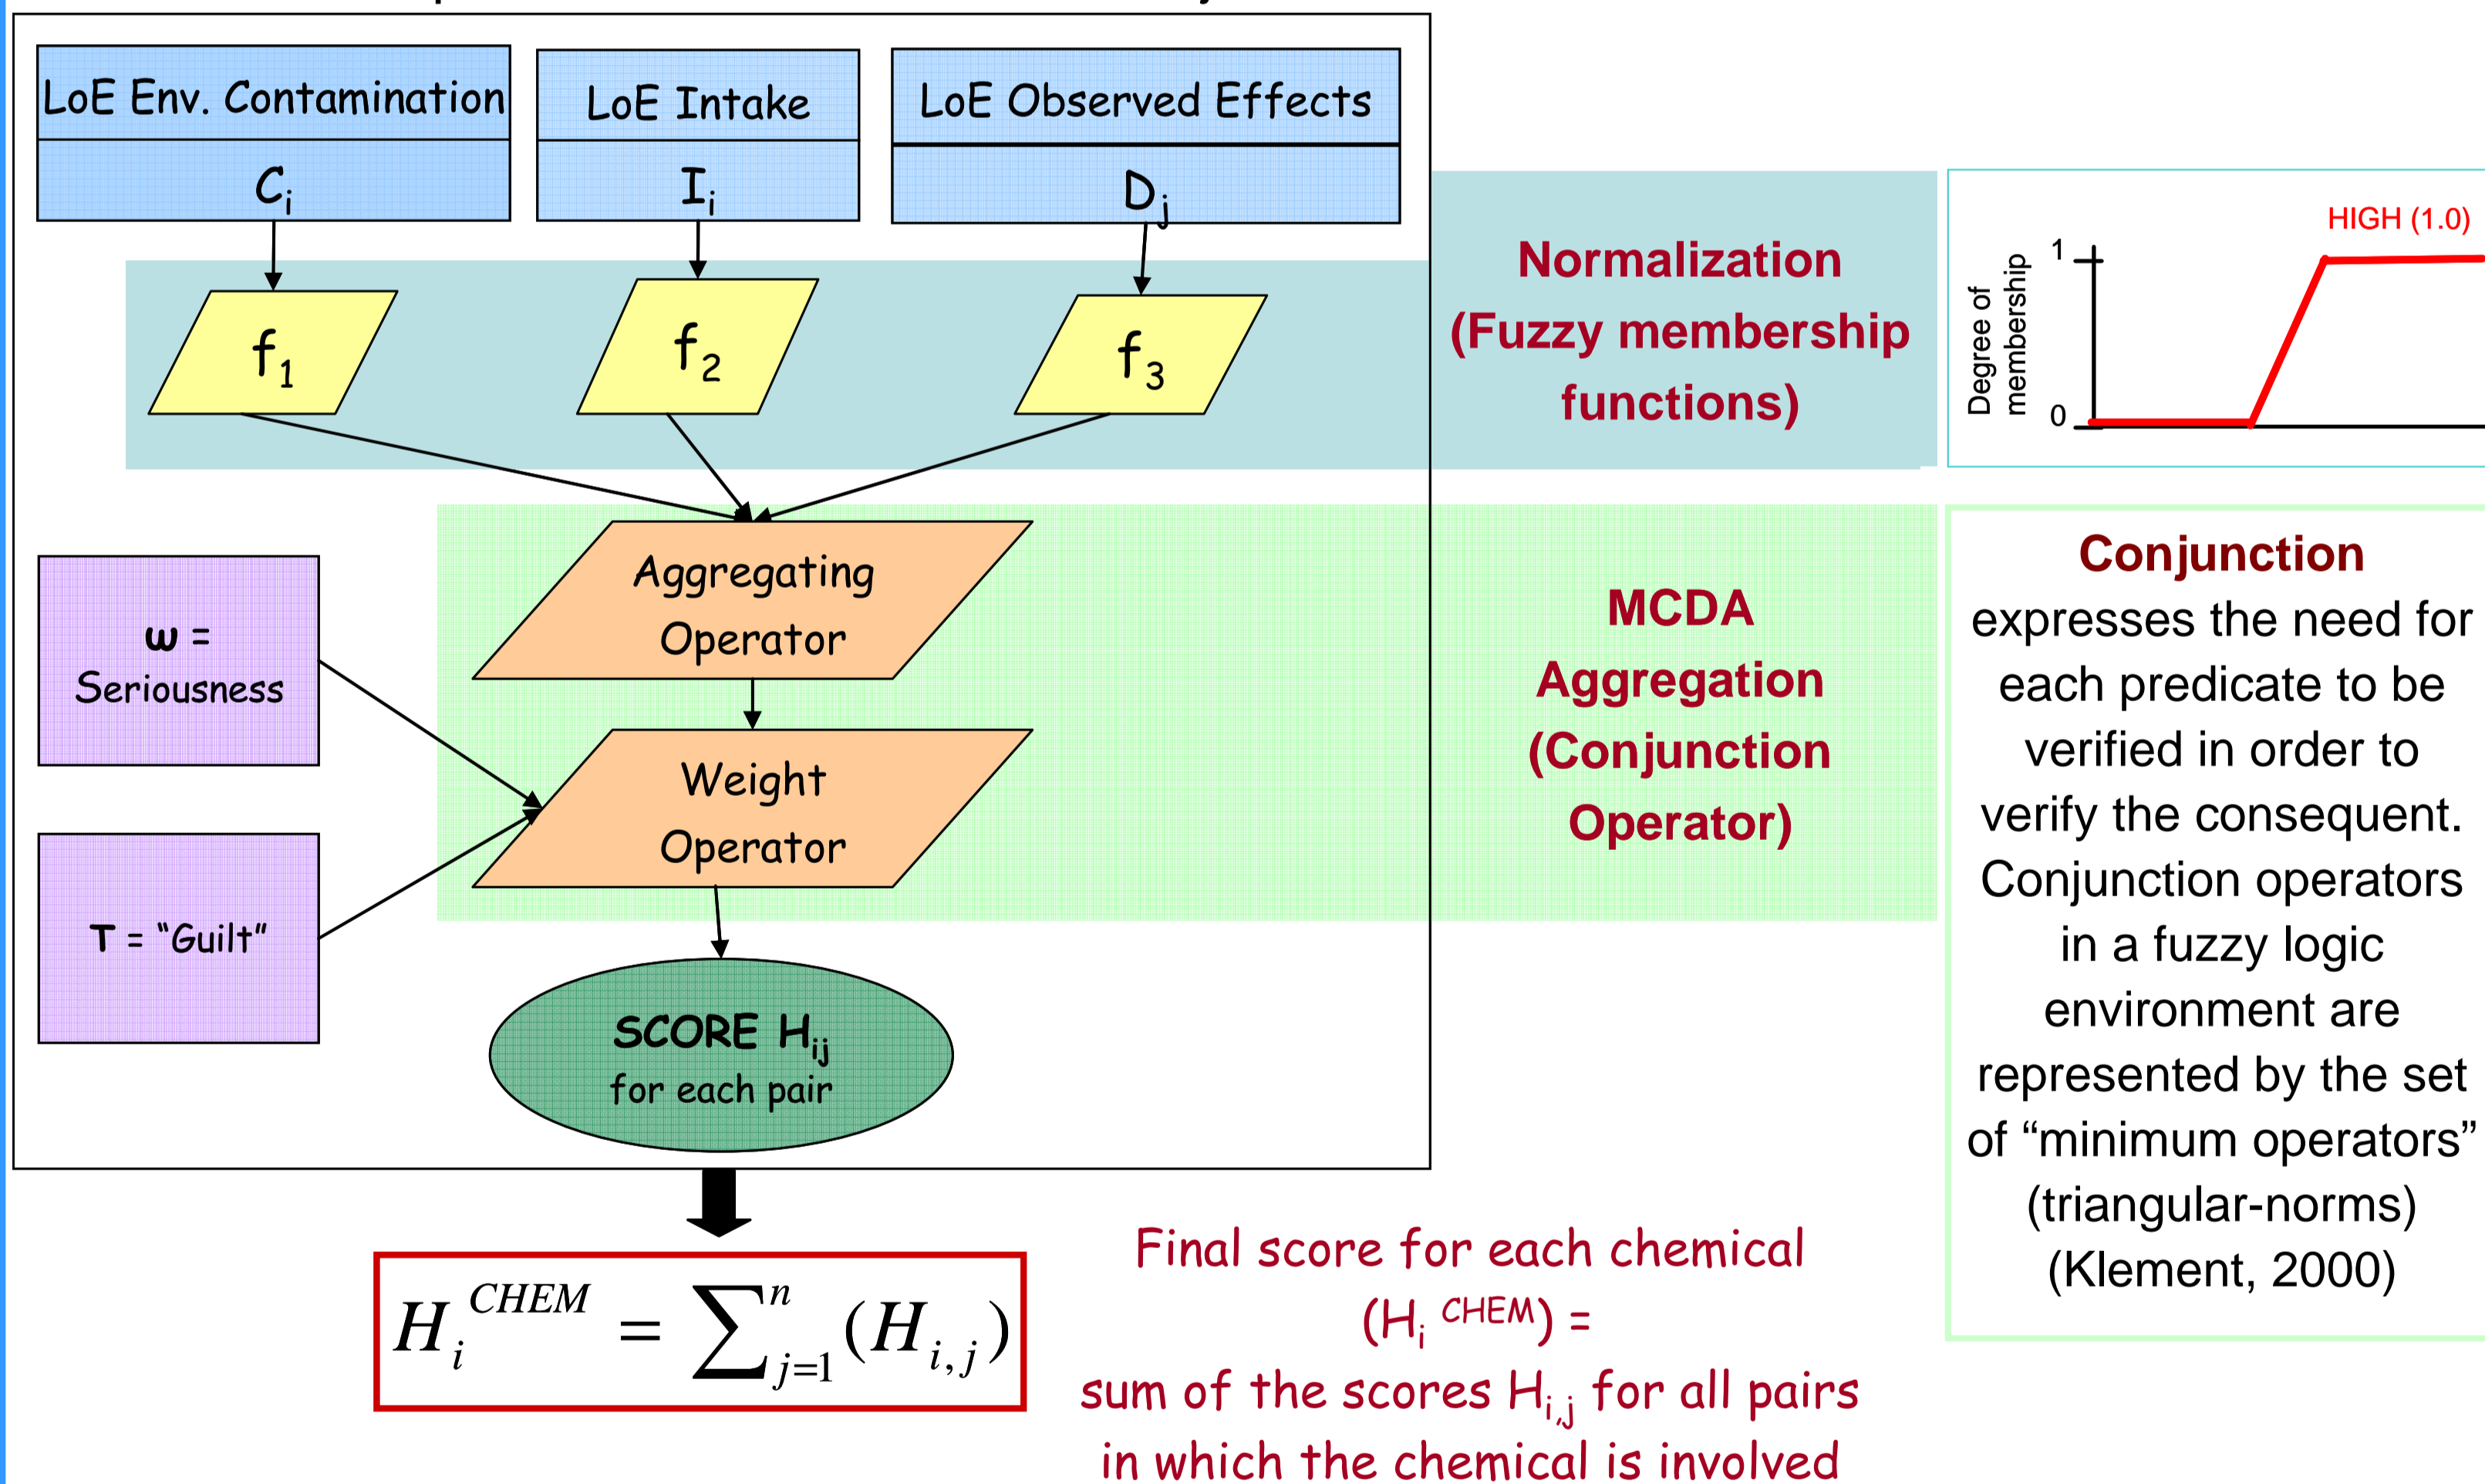 LoE Env. Contamination
C_i
LoE Intake
I_i
LoE Observed Effects
D_j
f_1
f_2
f_3
Normalization
(Fuzzy membership
functions)
Degree of
membership
1
0
HIGH (1.0)
Aggregating
Operator
Weight
Operator
w =
Seriousness
T = “Guilt”
MCDA
Aggregation
(Conjunction
Operator)
SCORE H_ij
for each pair
Conjunction
expresses the need for
each predicate to be
verified in order to
verify the consequent.
Conjunction operators
in a fuzzy logic
environment are
represented by the set
of “minimum operators”
(triangular-norms)
(Klement, 2000)
H_i^CHEM = ∑_{j=1}^n (H_{i,j})
Final score for each chemical
(H_i ^CHEM) =
sum of the scores H_i,j for all pairs
in which the chemical is involved